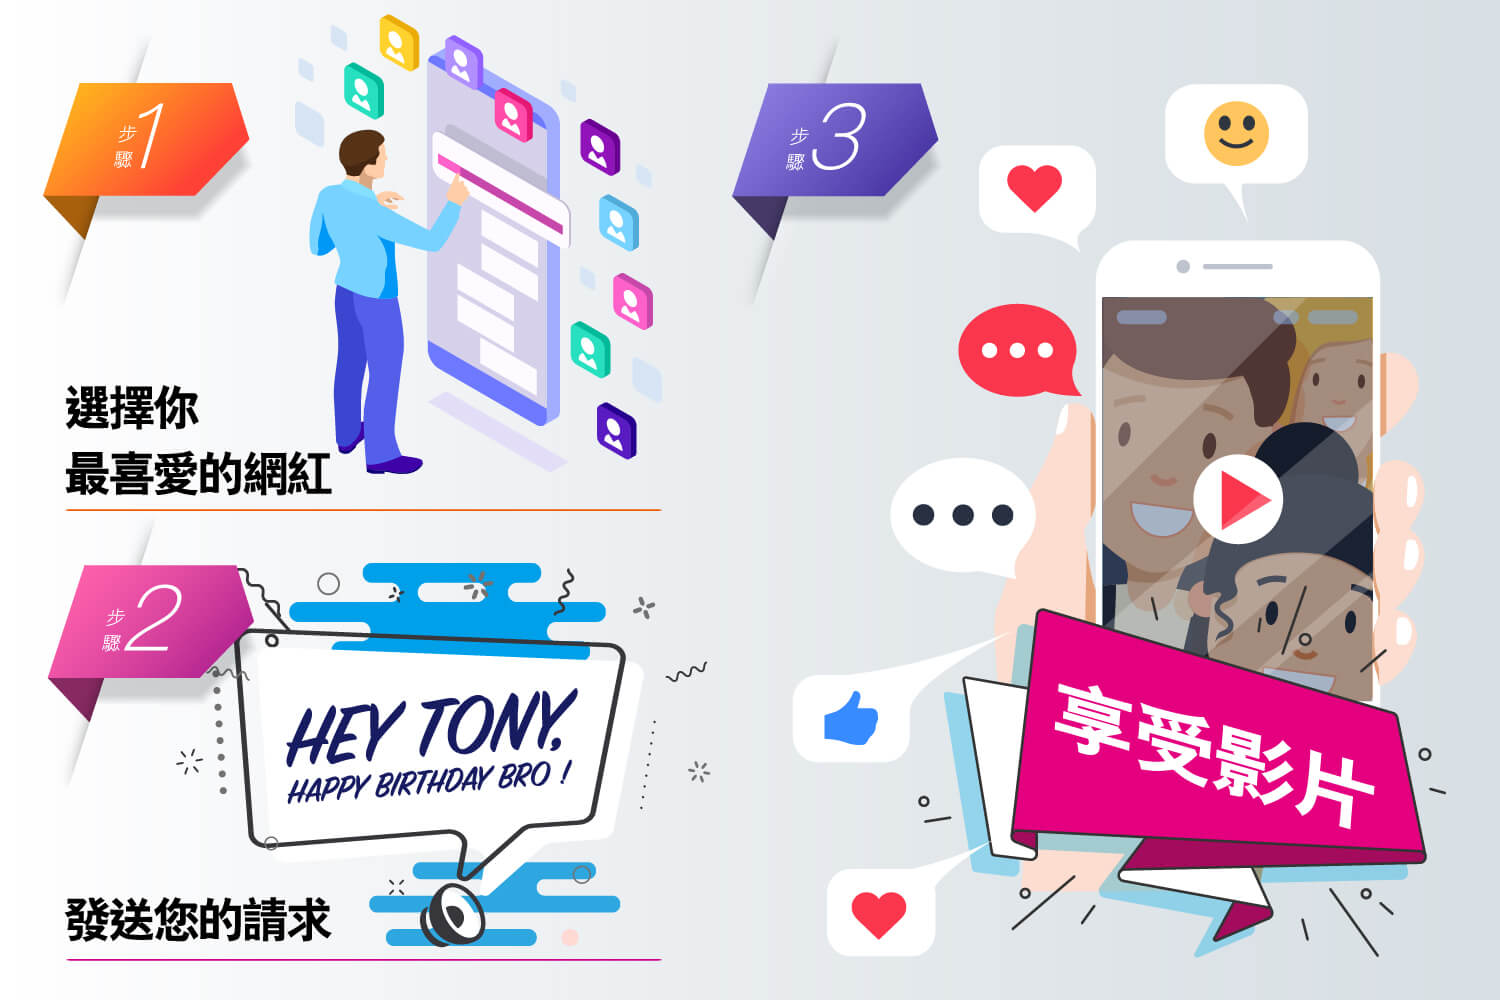 步驟1
選擇你
最喜愛的網紅
步驟2
HEY TONY,
HAPPY BIRTHDAY BRO !
發送您的請求
步驟3
享受影片